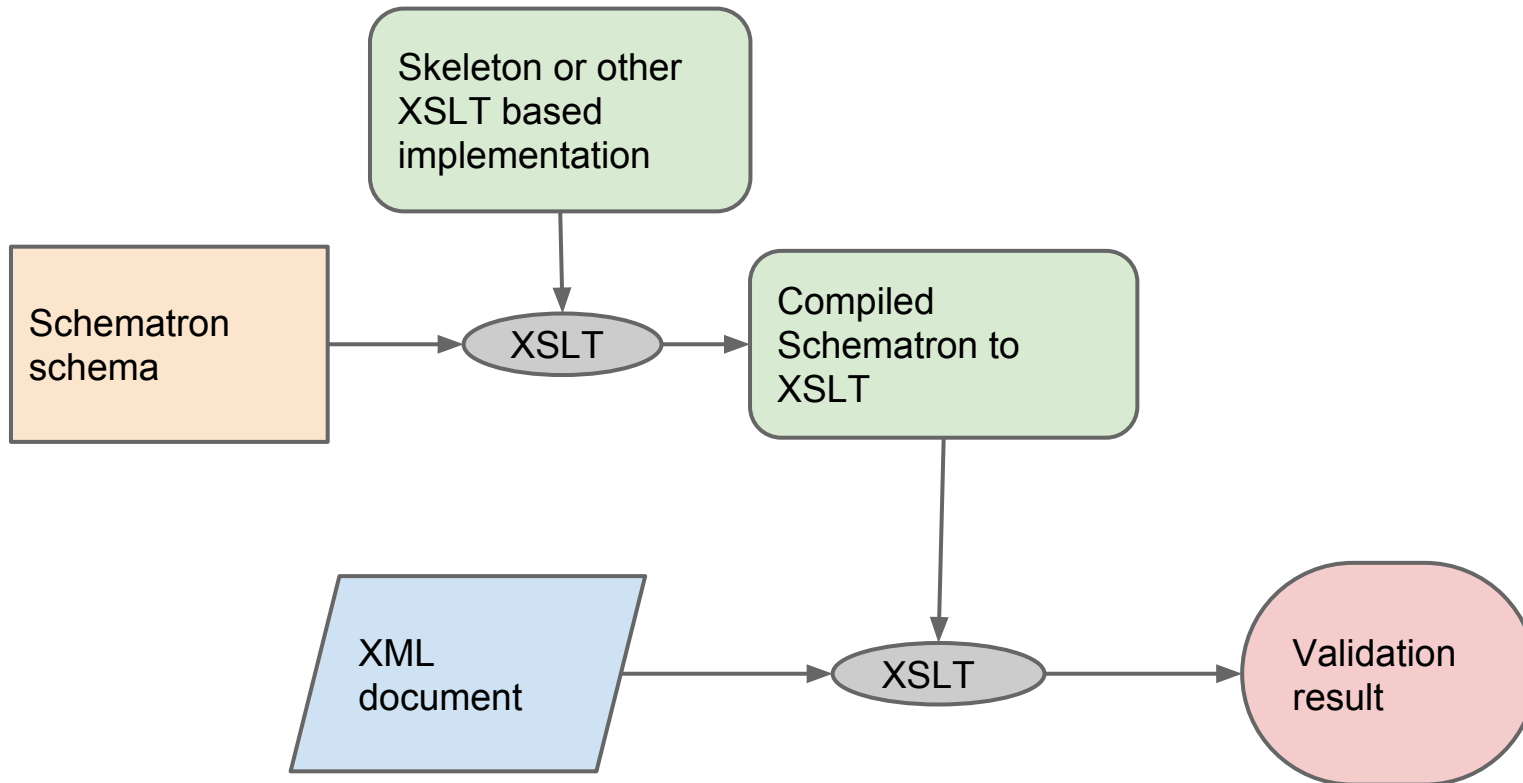 Skeleton or other
XSLT based
implementation
Schematron
schema
XSLT
Compiled
Schematron to
XSLT
XML
document
XSLT
Validation
result